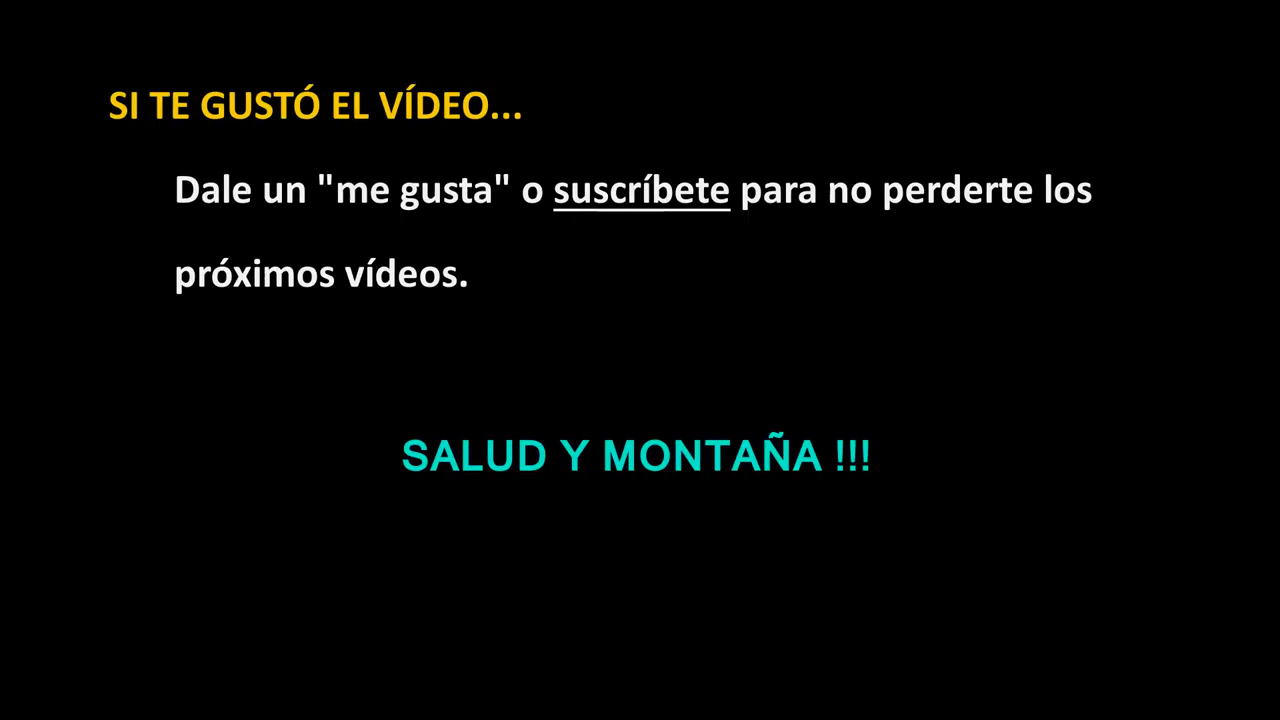 SI TE GUSTÓ EL VÍDEO...
Dale un "me gusta" o suscríbete para no perderte los
próximos vídeos.
SALUD Y MONTAÑA !!!